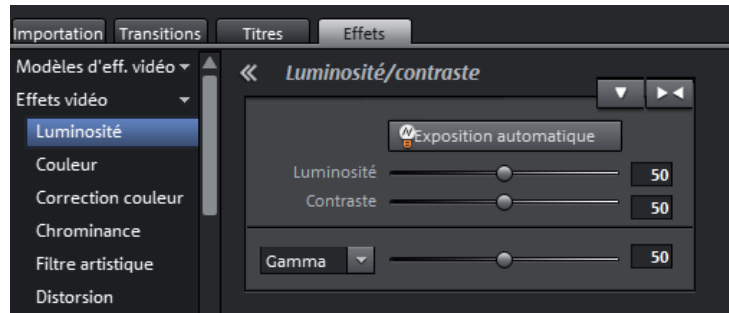 Importation Transitions Titres Effets
Modèles d'eff. vidéo
Effets vidéo
Luminosité
Couleur
Correction couleur
Chrominance
Filtre artistique
Distorsion
Luminosité/contraste
Exposition automatique
Luminosité 50
Contraste 50
Gamma 50